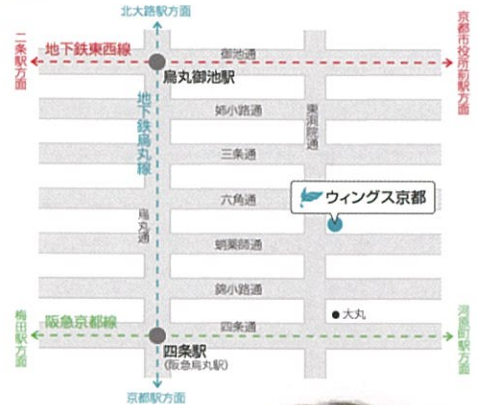 北大路駅方面
二条駅方面
地下鉄東西線
御池通
京都市役所前駅方面
烏丸御池駅
地下鉄烏丸線
姉小路通
東洞院通
三条通
六角通
ウィングス京都
烏丸通
蛸薬師通
錦小路通
梅田駅方面
阪急京都線
四条通
大丸
河原町駅方面
四条駅
(阪急烏丸駅)
京都駅方面